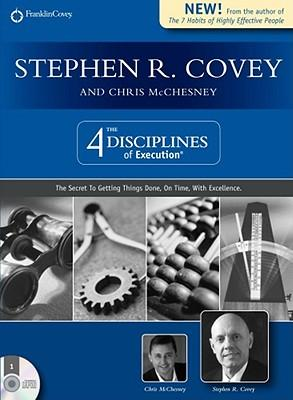 FranklinCovey
NEW! From the author of
The 7 Habits of Highly Effective People
STEPHEN R. COVEY
AND CHRIS McCHESNEY
THE
4 DISCIPLINES
of Execution®
The Secret To Getting Things Done, On Time, With Excellence.
1
Chris McChesney
Stephen R. Covey